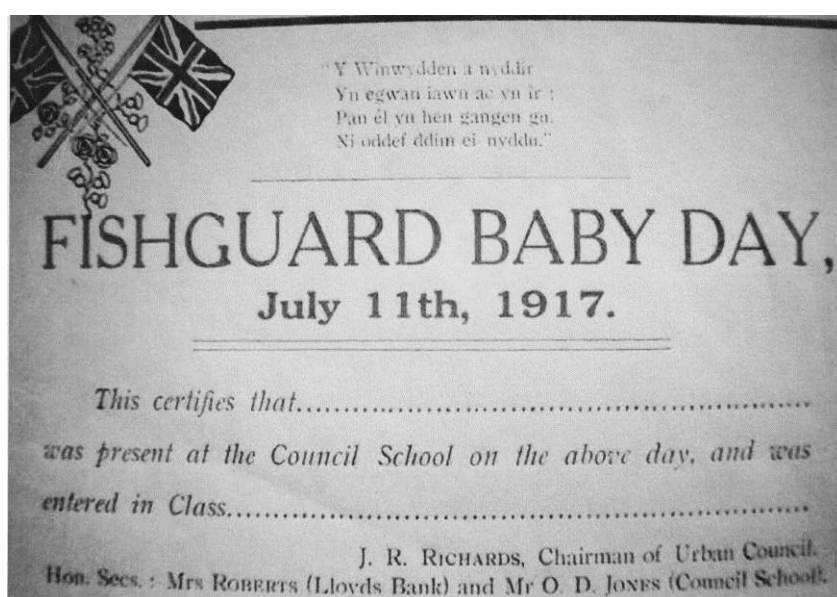 "Y Winwydden a nyddir
Yn egwan iawn ac yn ir ;
Pan êl yn hen gangen gu,
Ni oddef ddim ei nyddu."
FISHGUARD BABY DAY,
July 11th, 1917.
This certifies that..........................................................
was present at the Council School on the above day, and was
entered in Class..................................................................
J. R. RICHARDS, Chairman of Urban Council.
Hon. Secs. : Mrs ROBERTS (Lloyds Bank) and Mr O. D. JONES (Council School).